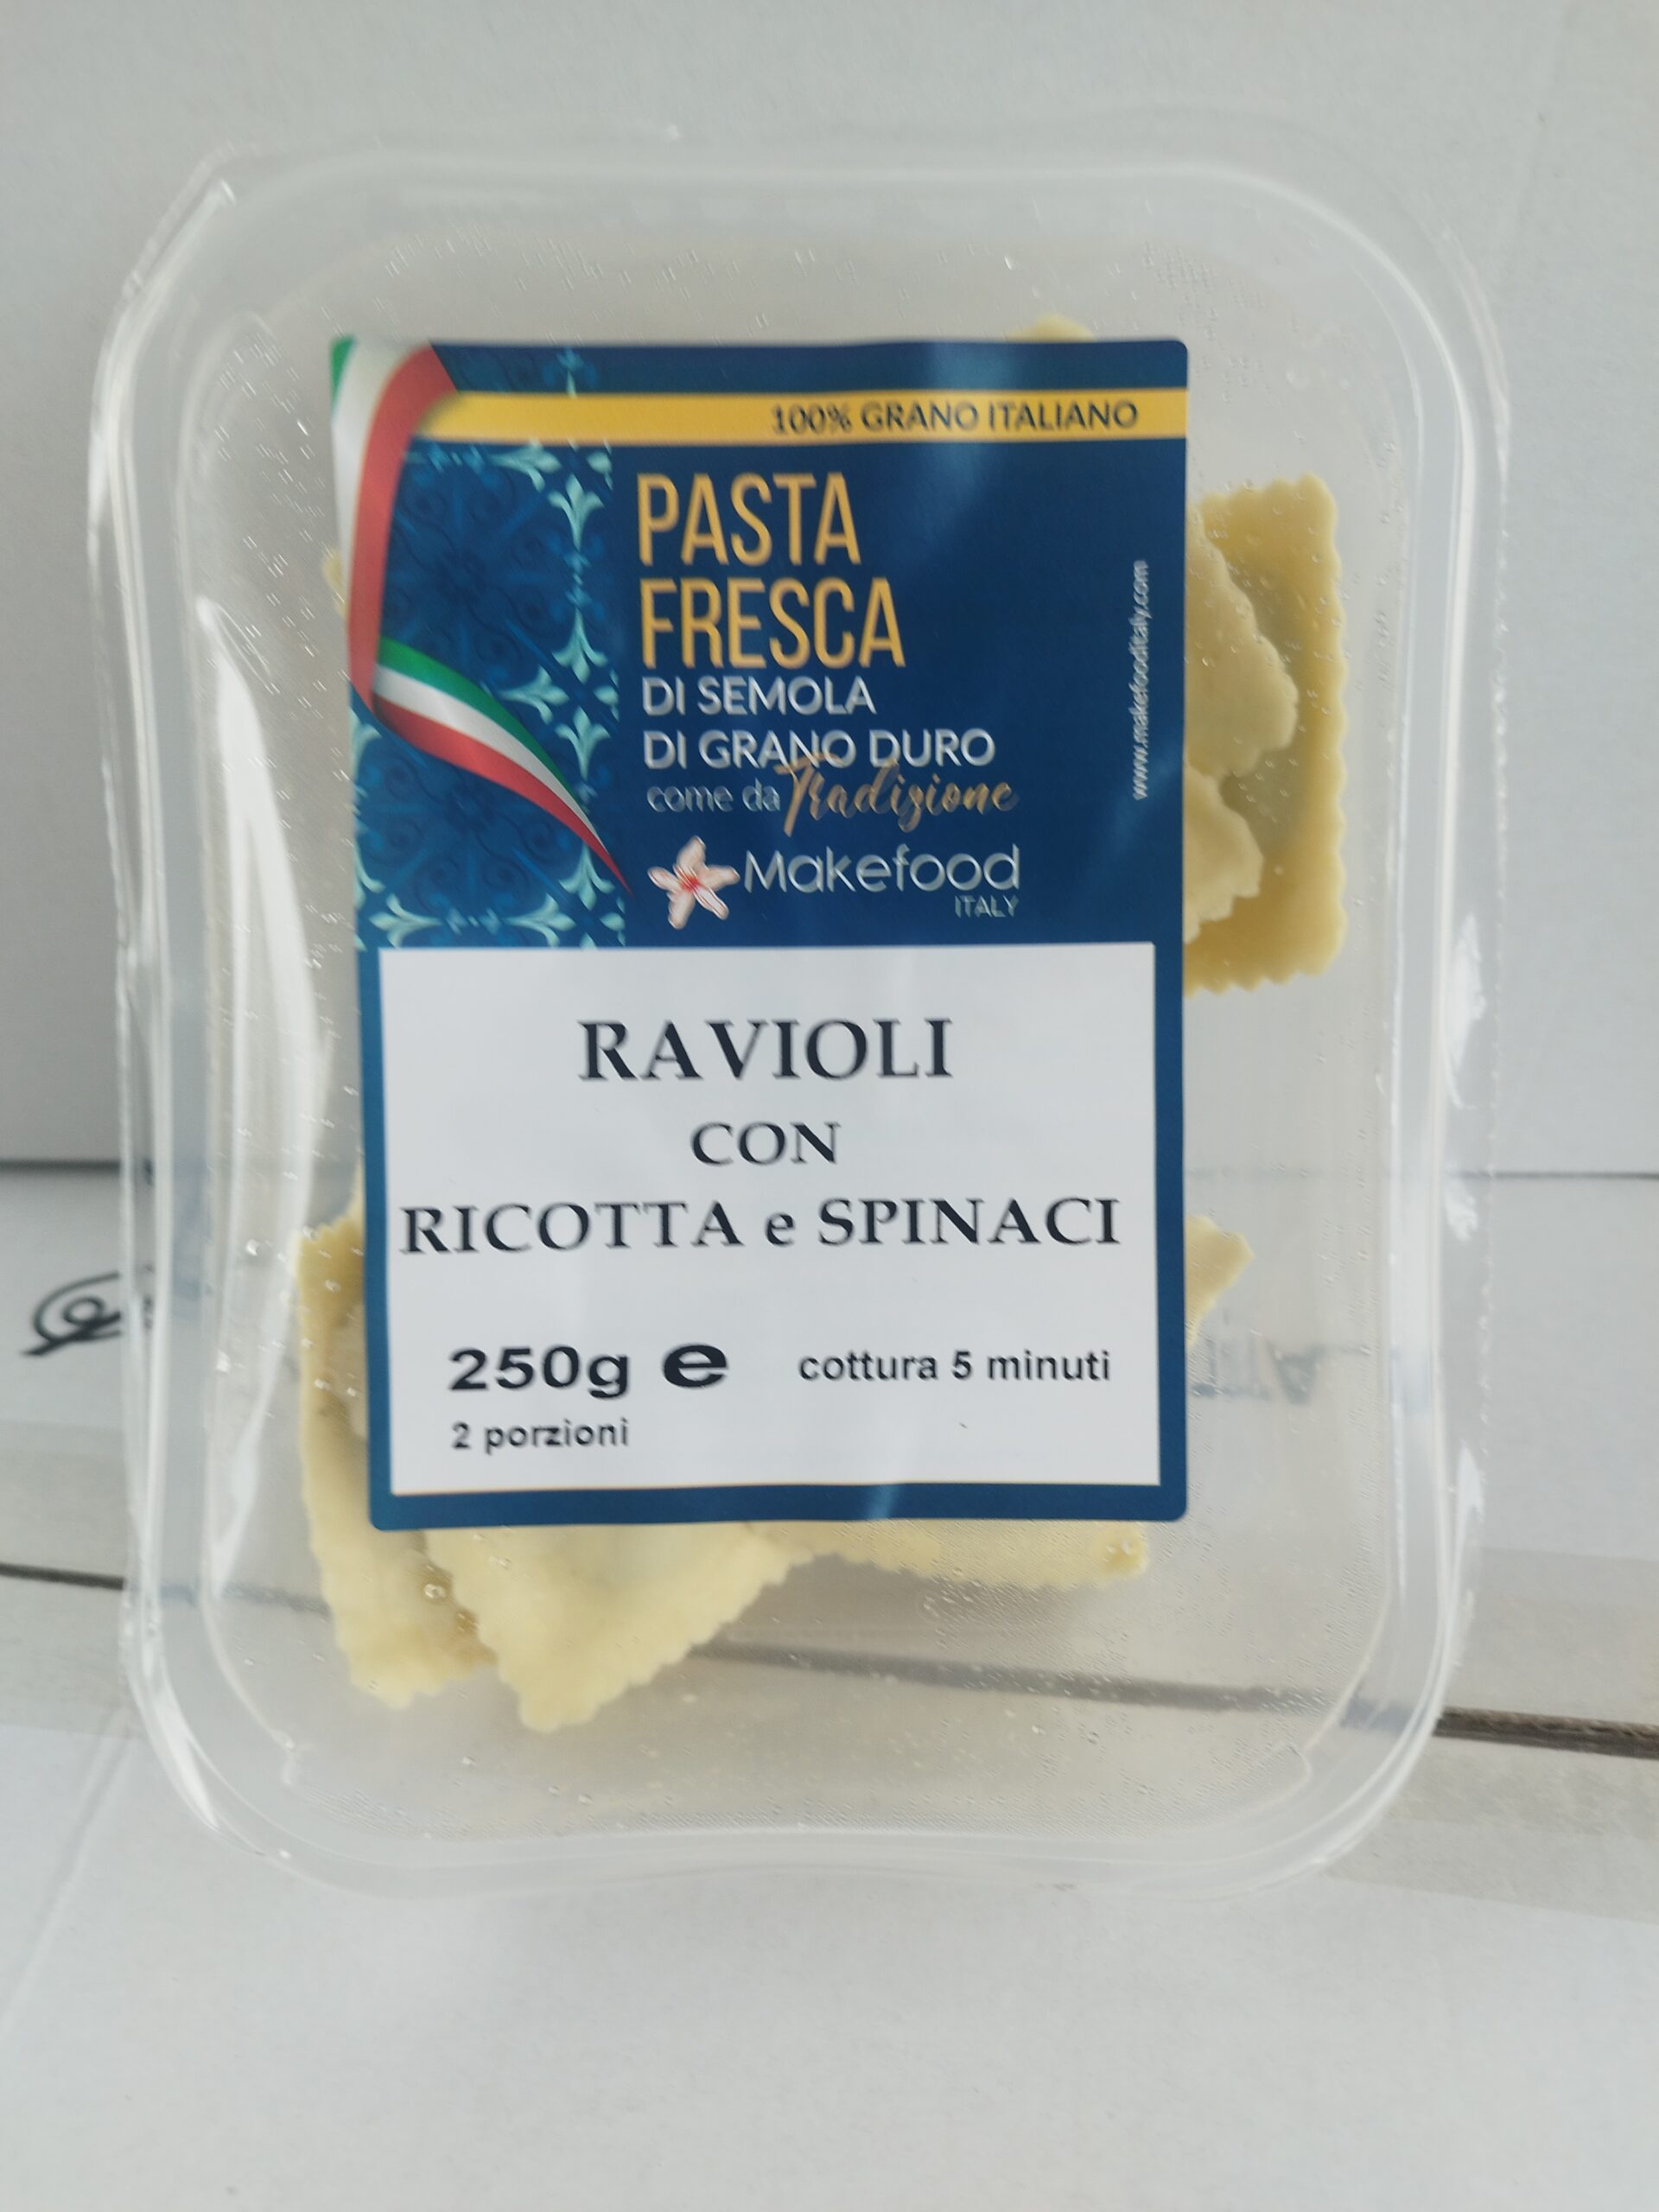 100% GRANO ITALIANO
PASTA
FRESCA
DI SEMOLA
DI GRANO DURO
come da Tradizione
Makefood
ITALY
www.makefooditaly.com
RAVIOLI
CON
RICOTTA e SPINACI
250g e cottura 5 minuti
2 porzioni